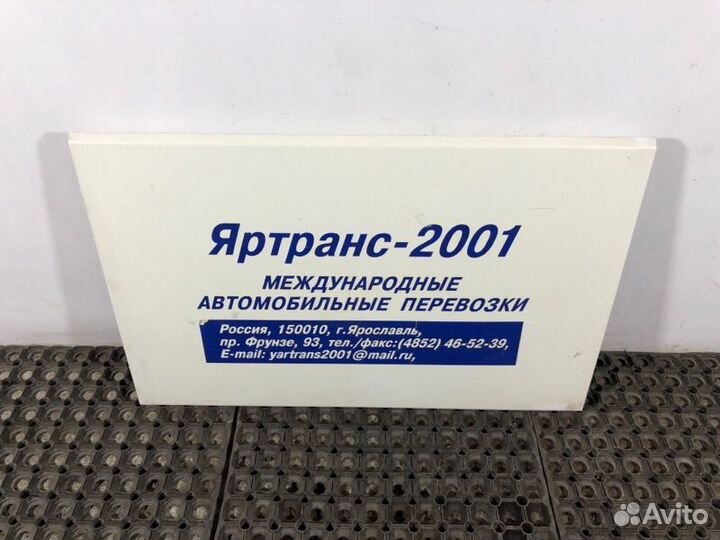 Яртранс-2001
МЕЖДУНАРОДНЫЕ
АВТОМОБИЛЬНЫЕ ПЕРЕВОЗКИ
Россия, 150010, г.Ярославль,
пр. Фрунзе, 93, тел./факс:(4852) 46-52-39,
E-mail: yartrans2001@mail.ru,
Avito